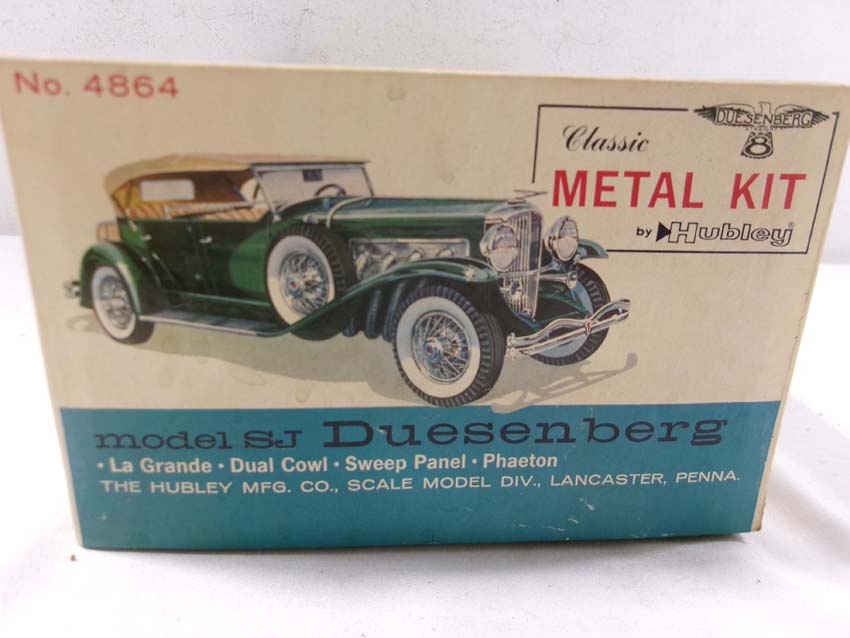 No. 4864
DUESENBERG
STRAIGHT
8
Classic
METAL KIT
by Hubley®
model SJ Duesenberg
• La Grande • Dual Cowl • Sweep Panel • Phaeton
THE HUBLEY MFG. CO., SCALE MODEL DIV., LANCASTER, PENNA.